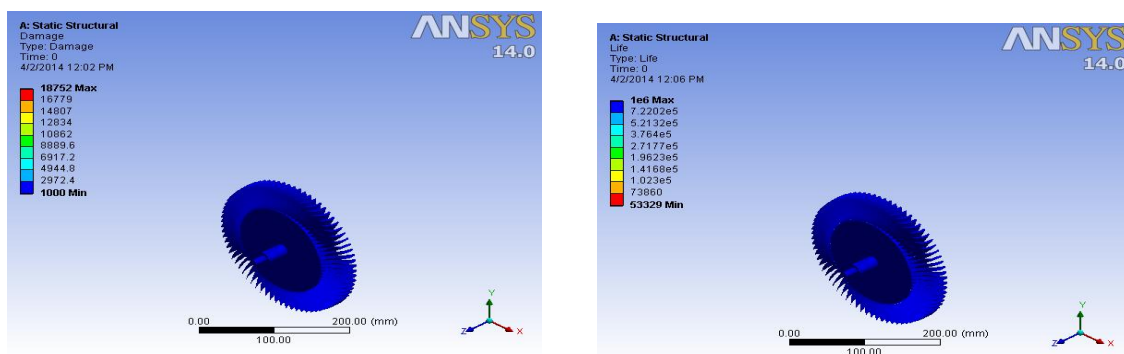 A: Static Structural
Damage
Type: Damage
Time: 0
4/2/2014 12:02 PM
18752 Max
16779
14807
12834
10862
8889.6
6917.2
4944.8
2972.4
1000 Min
ANSYS
14.0
0.00
200.00 (mm)
100.00
Y
Z
X
A: Static Structural
Life
Type: Life
Time: 0
4/2/2014 12:06 PM
1e6 Max
7.2202e5
5.2132e5
3.764e5
2.7177e5
1.9623e5
1.4168e5
1.023e5
73860
53329 Min
ANSYS
14.0
0.00
200.00 (mm)
100.00
Y
Z
X